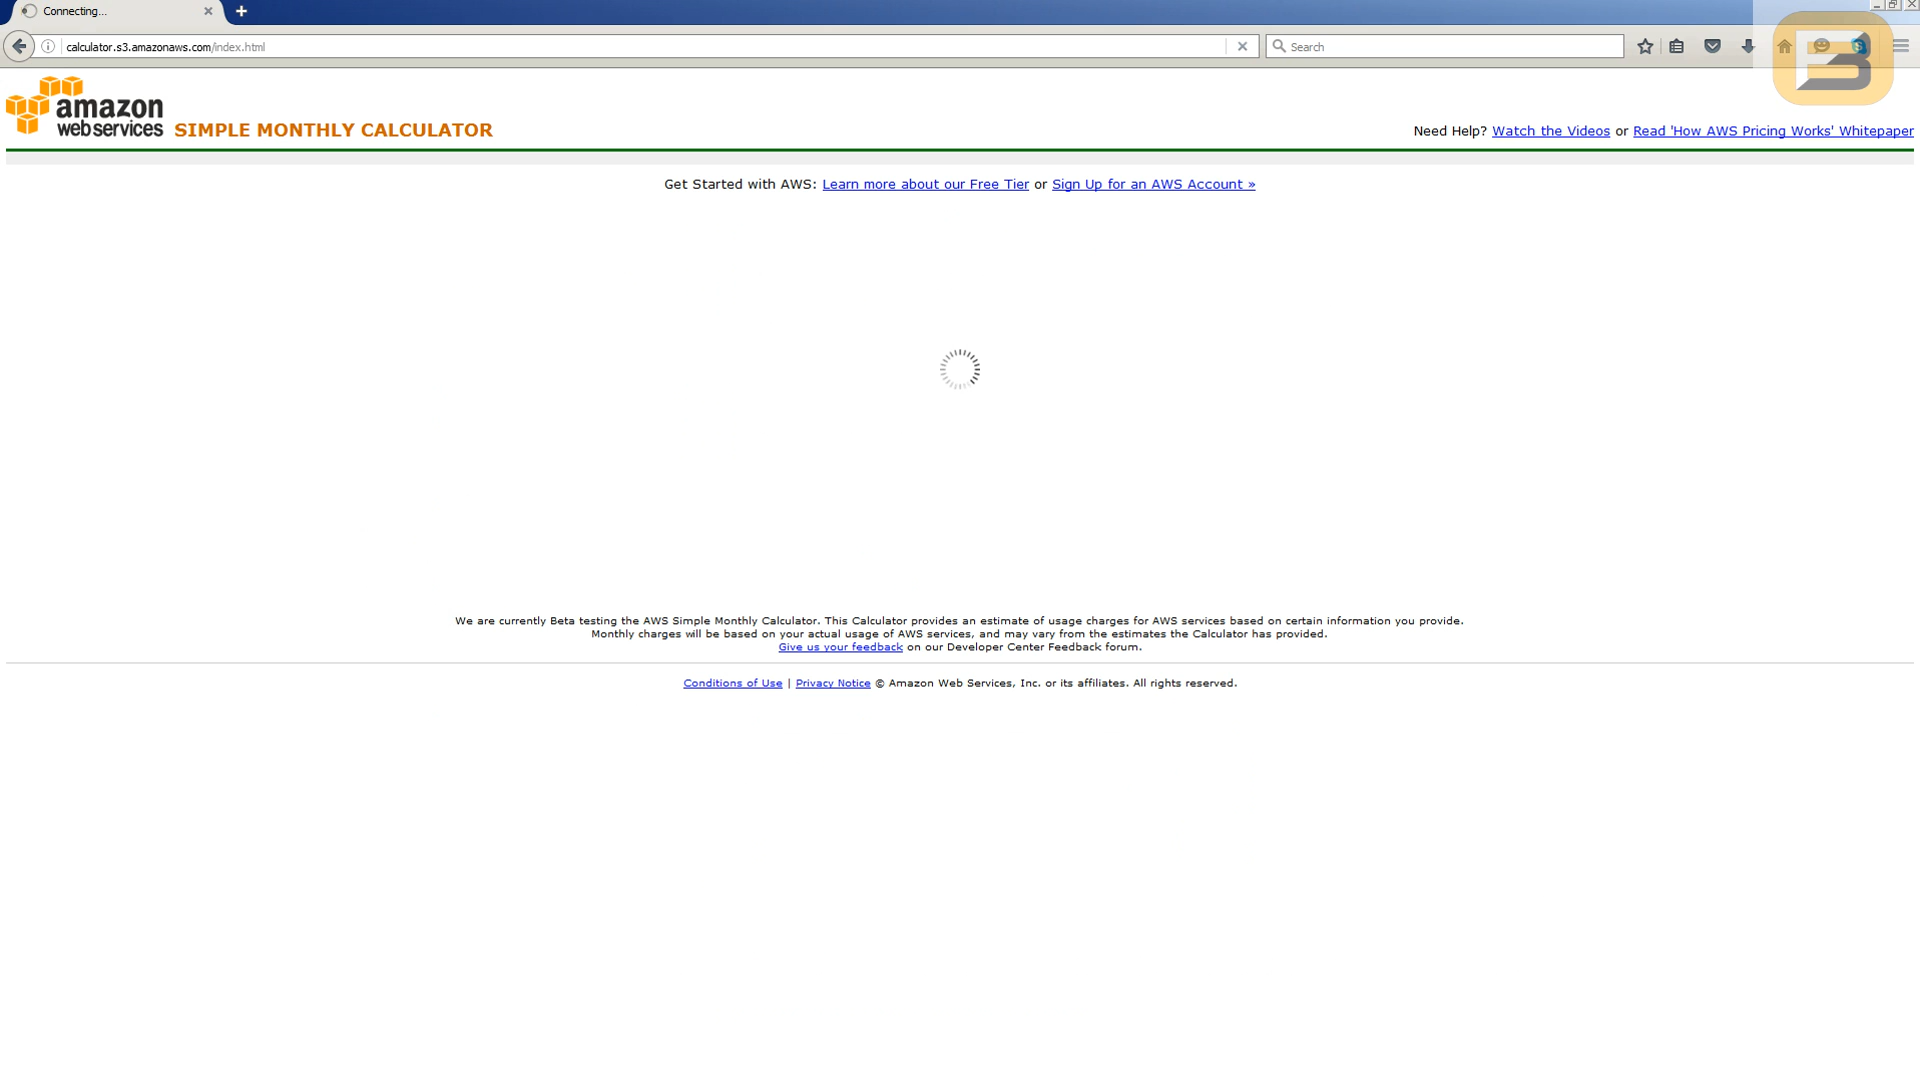 Connecting...
calculator.s3.amazonaws.com/index.html
Search
amazon
web services
SIMPLE MONTHLY CALCULATOR
Need Help? Watch the Videos or Read 'How AWS Pricing Works' Whitepaper
Get Started with AWS: Learn more about our Free Tier or Sign Up for an AWS Account »
We are currently Beta testing the AWS Simple Monthly Calculator. This Calculator provides an estimate of usage charges for AWS services based on certain information you provide.
Monthly charges will be based on your actual usage of AWS services, and may vary from the estimates the Calculator has provided.
Give us your feedback on our Developer Center Feedback forum.
Conditions of Use | Privacy Notice © Amazon Web Services, Inc. or its affiliates. All rights reserved.